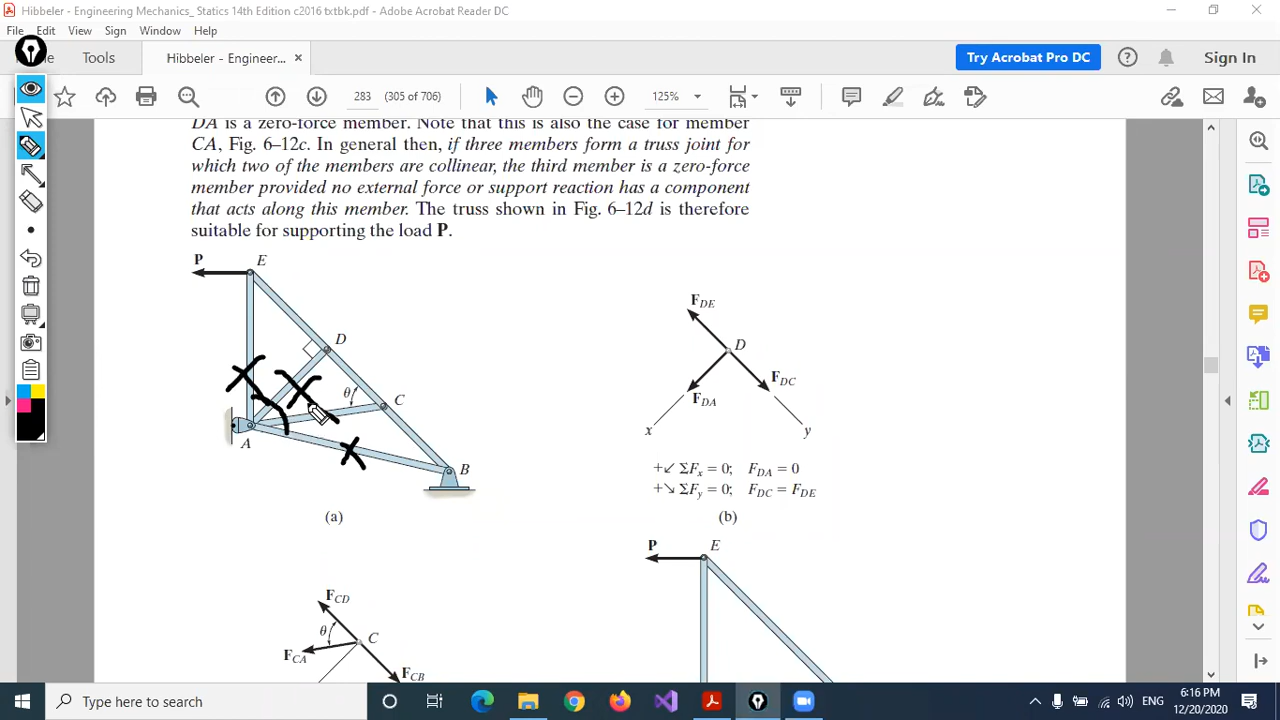 Hibbeler - Engineering Mechanics_ Statics 14th Edition c2016 txtbk.pdf - Adobe Acrobat Reader DC
File Edit View Sign Window Help
Tools Hibbeler - Engineer... ×
Try Acrobat Pro DC Sign In
283 (305 of 706) 125%
DA is a zero-force member. Note that this is also the case for member
CA, Fig. 6–12c. In general then, if three members form a truss joint for
which two of the members are collinear, the third member is a zero-force
member provided no external force or support reaction has a component
that acts along this member. The truss shown in Fig. 6–12d is therefore
suitable for supporting the load P.
P E
D
θ C
A
B
(a)
F_DE
D
F_DC
F_DA
x y
+↙ ΣF_x = 0; F_DA = 0
+↘ ΣF_y = 0; F_DC = F_DE
(b)
P E
F_CD
θ C
F_CA
F_CB
Type here to search
ENG
6:16 PM
12/20/2020